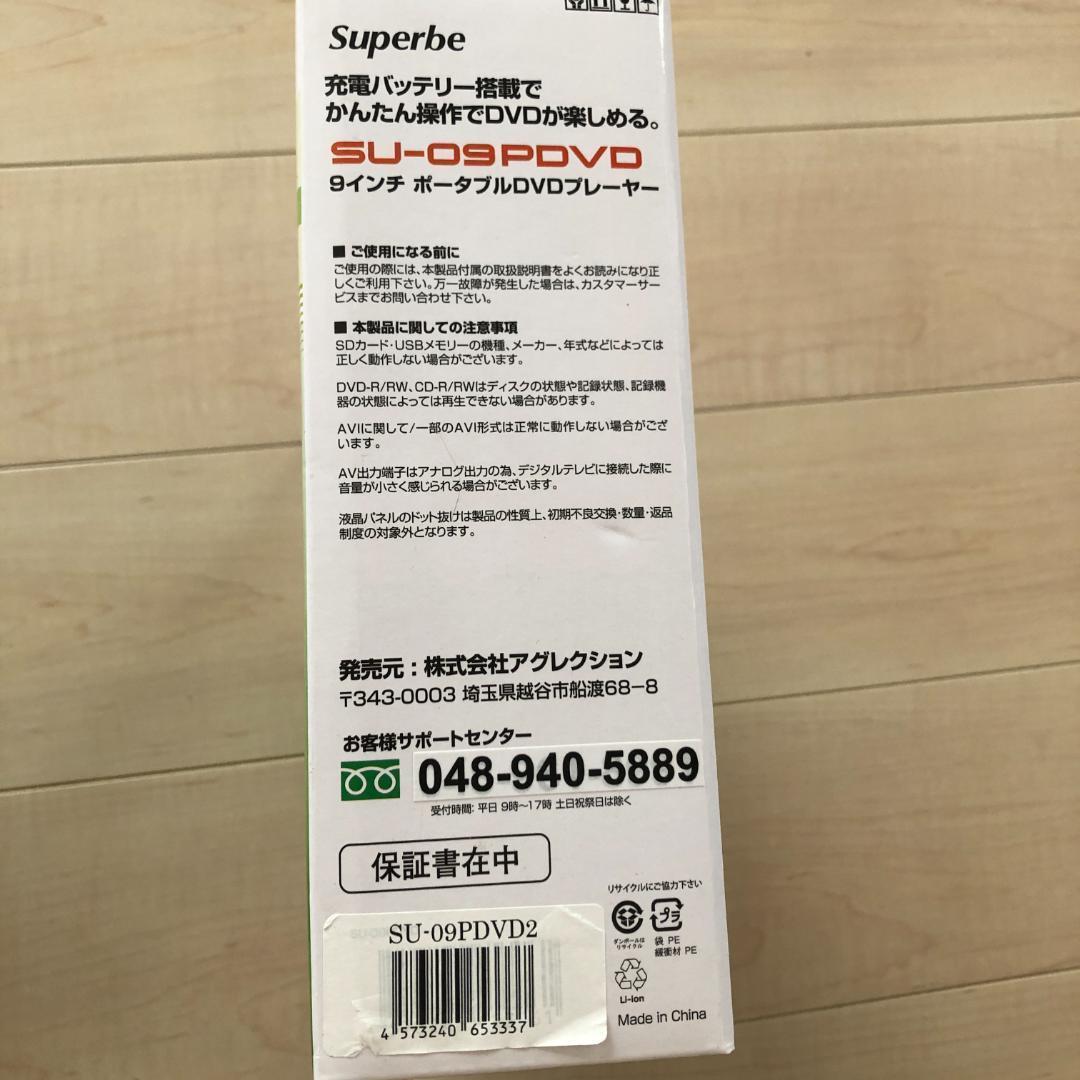 Superbe
充電バッテリー搭載で
かんたん操作でDVDが楽しめる。
SU-09PDVD
9インチ ポータブルDVDプレーヤー
■ ご使用になる前に
ご使用の際には、本製品付属の取扱説明書をよくお読みになり正
しくご利用下さい。万一故障が発生した場合は、カスタマーサー
ビスまでお問い合わせ下さい。
■ 本製品に関しての注意事項
SDカード・USBメモリーの機種、メーカー、年式などによっては
正しく動作しない場合がございます。
DVD-R/RW、CD-R/RWはディスクの状態や記録状態、記録機
器の状態によっては再生できない場合があります。
AVIに関して/一部のAVI形式は正常に動作しない場合がござ
います。
AV出力端子はアナログ出力の為、デジタルテレビに接続した際に
音量が小さく感じられる場合がございます。
液晶パネルのドット抜けは製品の性質上、初期不良交換・数量・返品
制度の対象外となります。
発売元：株式会社アグレクション
〒343-0003 埼玉県越谷市船渡68-8
お客様サポートセンター
048-940-5889
受付時間: 平日 9時〜17時 土日祝祭日は除く
保証書在中
リサイクルにご協力下さい
ダンボールは
リサイクル
プラ
袋 PE
緩衝材 PE
Li-ion
Made in China
SU-09PDVD2
4 573240 653337